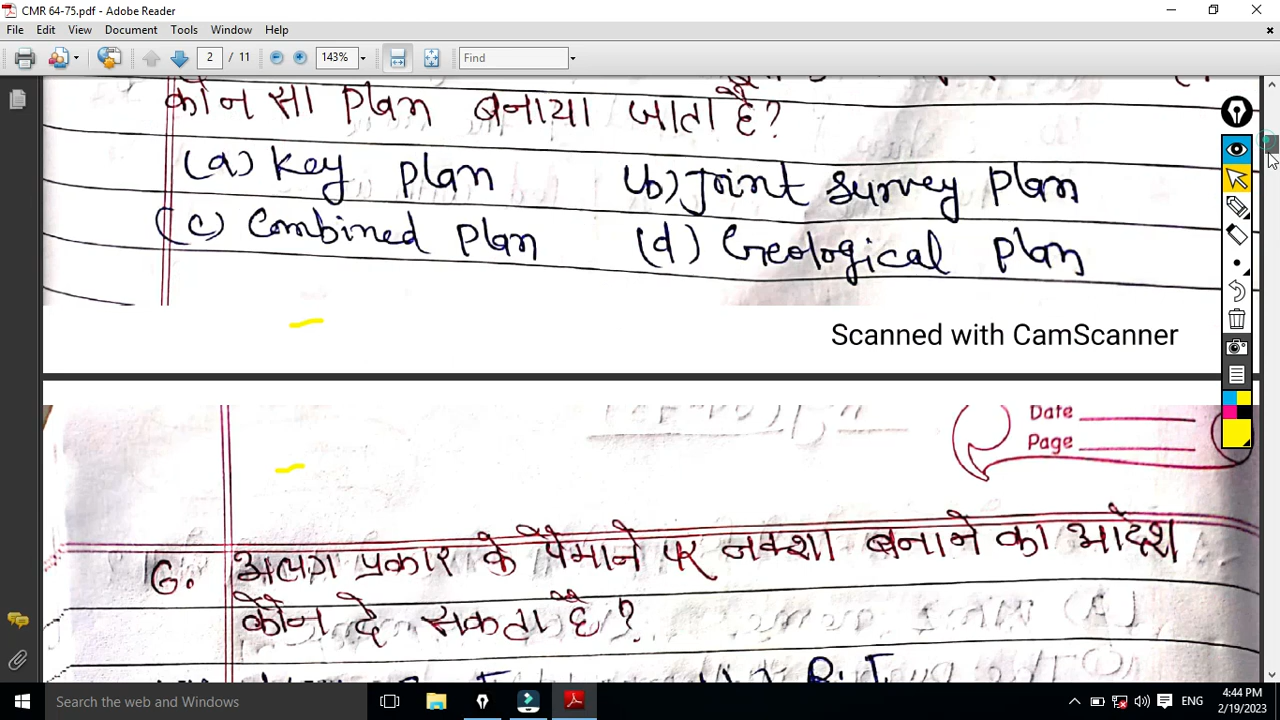 CMR 64-75.pdf - Adobe Reader
File Edit View Document Tools Window Help
2 / 11 143% Find
कौन सा Plan बनाया जाता है?
(a) Key Plan (b) Joint Survey Plan
(c) Combined Plan (d) Geological Plan
Scanned with CamScanner
Date
Page
6. अलग प्रकार के पैमाने पर नक्शा बनाने का आदेश
कौन दे सकता है?
Search the web and Windows
ENG
4:44 PM
2/19/2023